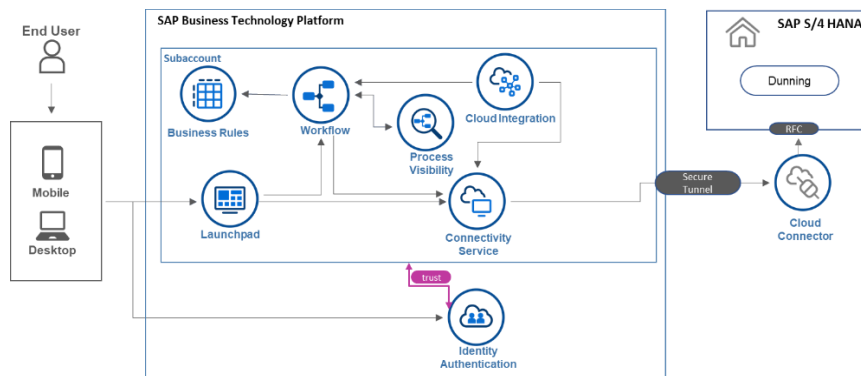 SAP Business Technology Platform
SAP S/4 HANA
End User
Subaccount
Dunning
Business Rules
Workflow
Cloud Integration
Process
Visibility
RFC
Mobile
Secure
Tunnel
Desktop
Launchpad
Connectivity
Service
Cloud
Connector
trust
Identity
Authentication